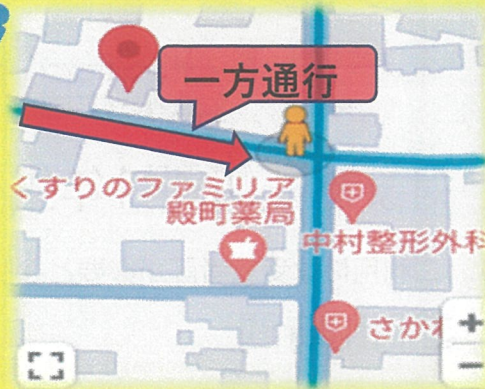 一方通行
くすりのファミリア
殿町薬局
中村整形外科
さかね